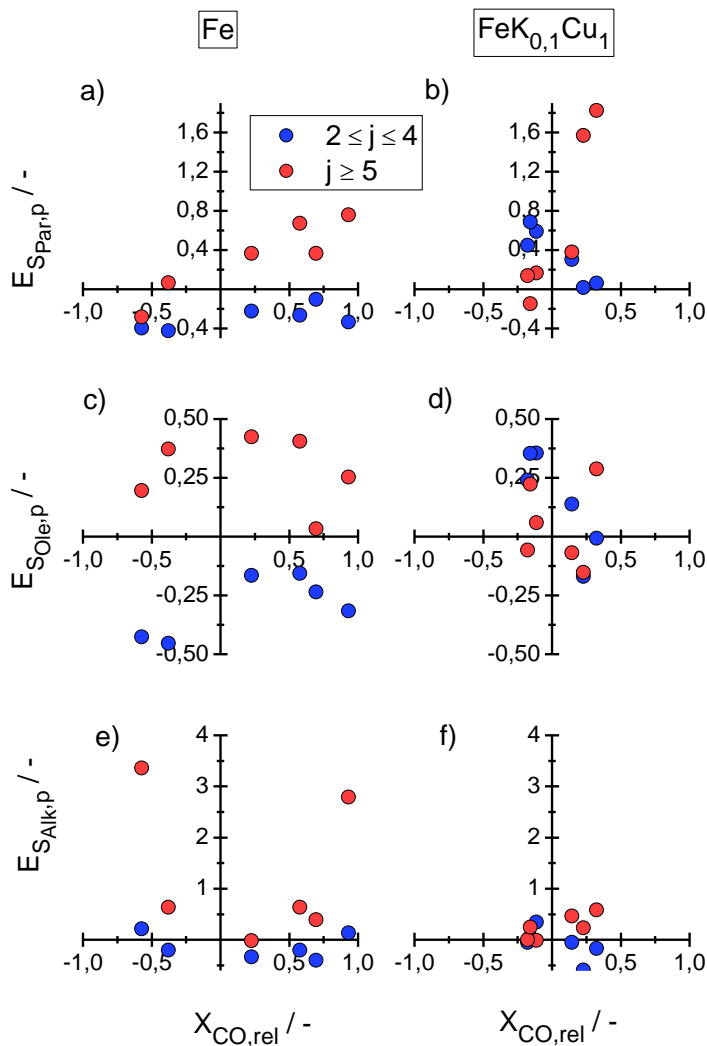 Fe
FeK0,1Cu1
a)
b)
2 ≤ j ≤ 4
j ≥ 5
1,6
1,2
0,8
0,4
-0,4
-1,0 -0,5 0,5 1,0
1,6
1,2
0,8
0,4
-0,4
-1,0 -0,5 0,5 1,0
ESPar,p / -
c)
d)
0,50
0,25
-0,25
-0,50
-1,0 -0,5 0,5 1,0
0,50
0,25
-0,25
-0,50
-1,0 -0,5 0,5 1,0
ESOle,p / -
e)
f)
4
3
2
1
-1,0 -0,5 0,5 1,0
4
3
2
1
-1,0 -0,5 0,5 1,0
ESAlk,p / -
XCO,rel / -
XCO,rel / -